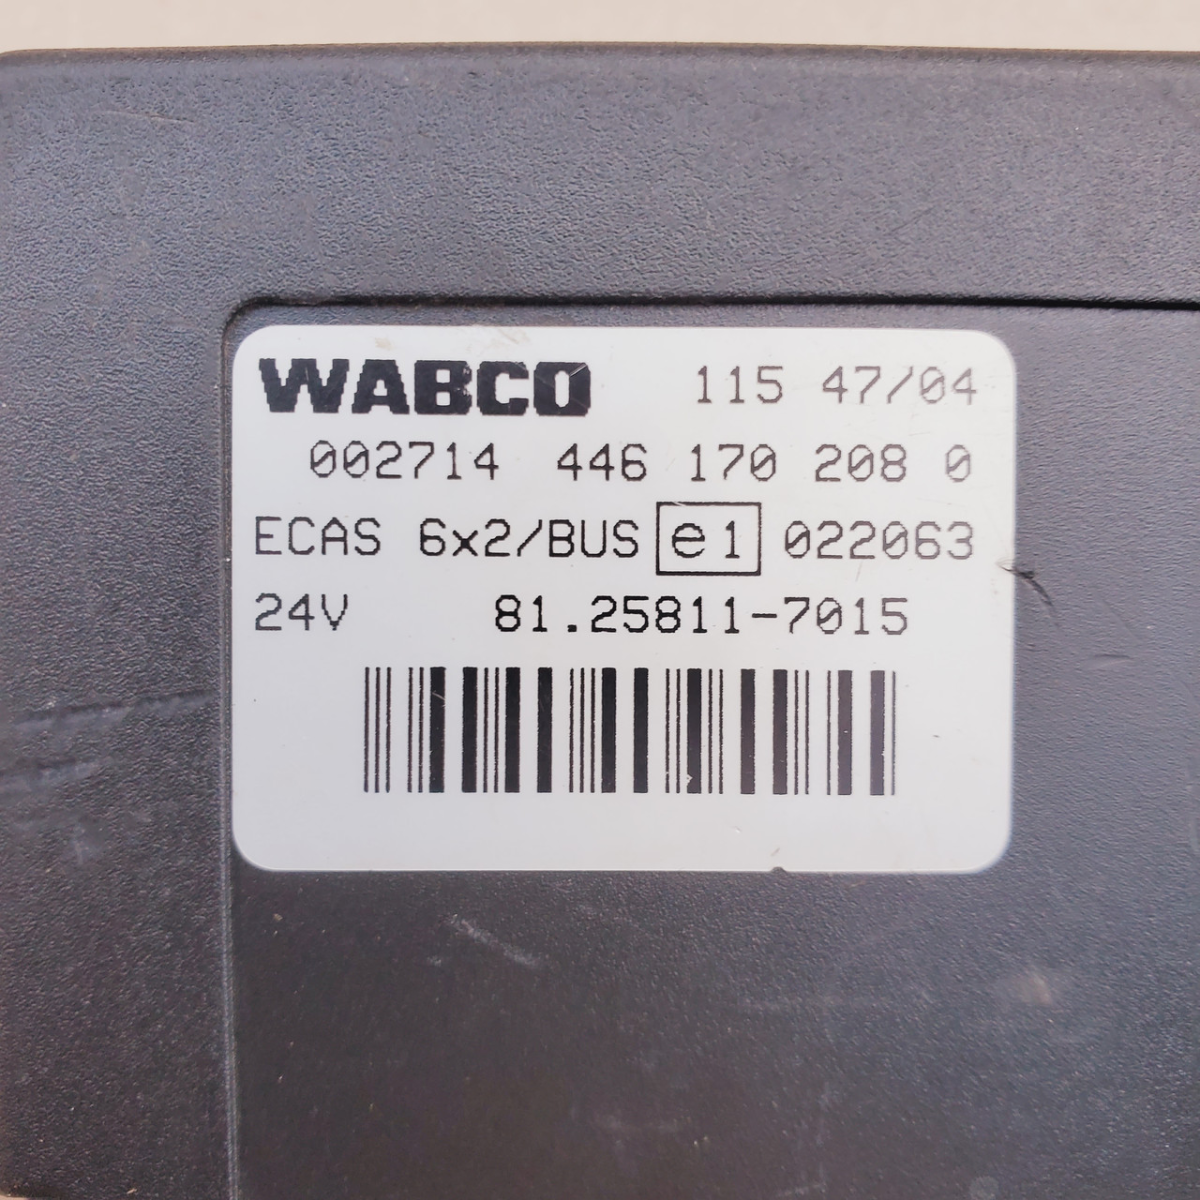 WABCO 115 47/04
002714 446 170 208 0
ECAS 6x2/BUS e1 022063
24V 81.25811-7015